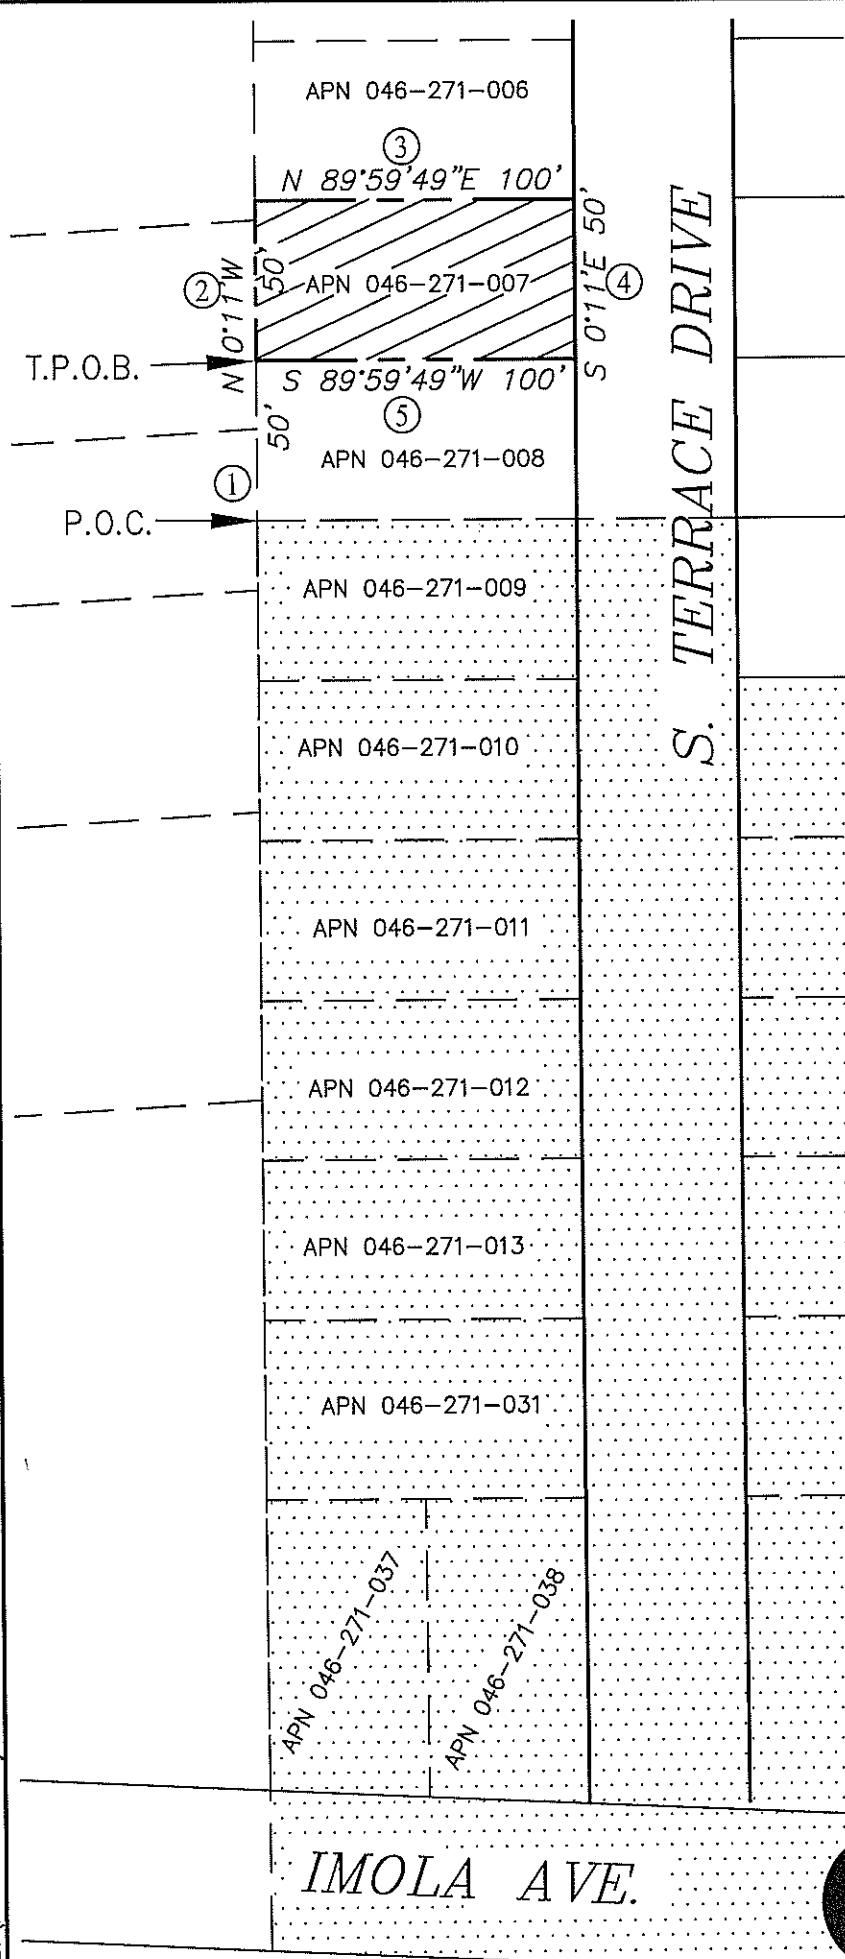 APN 046-271-006
③
N 89°59'49"E 100'
② N 0°11'W 50'
APN 046-271-007
S 0°11'E 50' ④
T.P.O.B.
S 89°59'49"W 100'
⑤
50'
APN 046-271-008
①
P.O.C.
S. TERRACE DRIVE
APN 046-271-009
APN 046-271-010
APN 046-271-011
APN 046-271-012
APN 046-271-013
APN 046-271-031
APN 046-271-037
APN 046-271-038
IMOLA AVE.